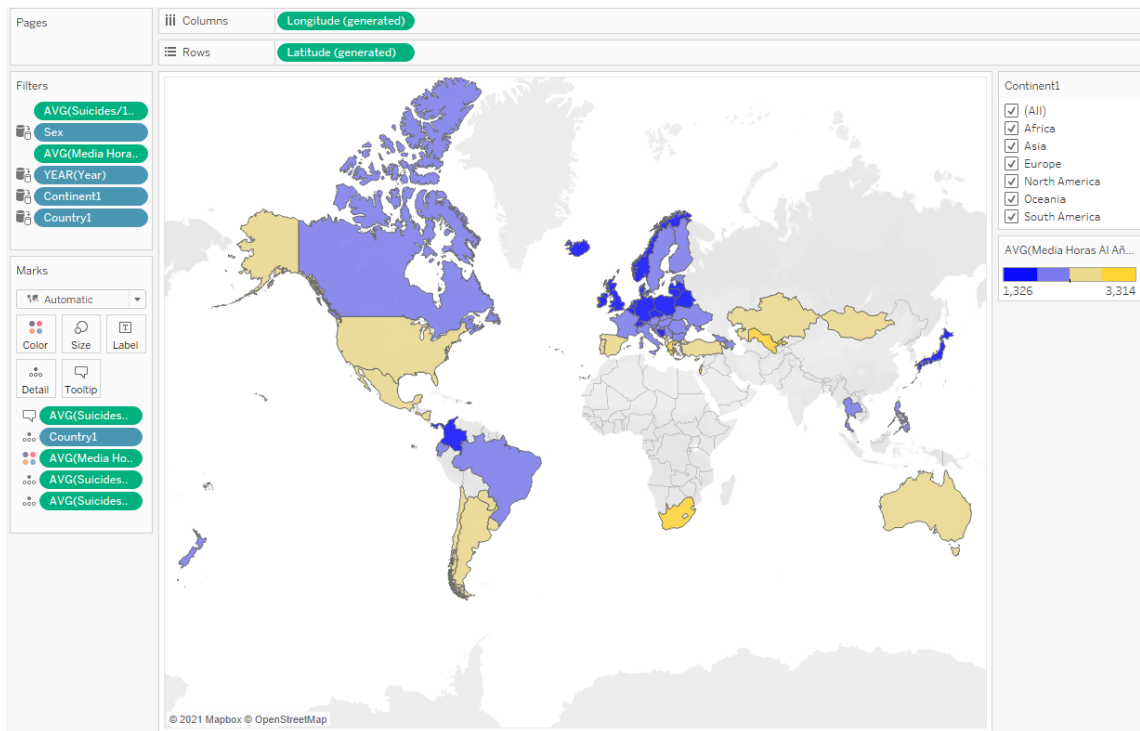 Pages
Columns
Longitude (generated)
Rows
Latitude (generated)
Filters
AVG(Suicides/1..
Sex
AVG(Media Hora..
YEAR(Year)
Continent1
Country1
Marks
Automatic
Color
Size
Label
Detail
Tooltip
AVG(Suicides..
Country1
AVG(Media Ho..
AVG(Suicides..
AVG(Suicides..
Continent1
(All)
Africa
Asia
Europe
North America
Oceania
South America
AVG(Media Horas Al Añ...
1,326 3,314
© 2021 Mapbox © OpenStreetMap